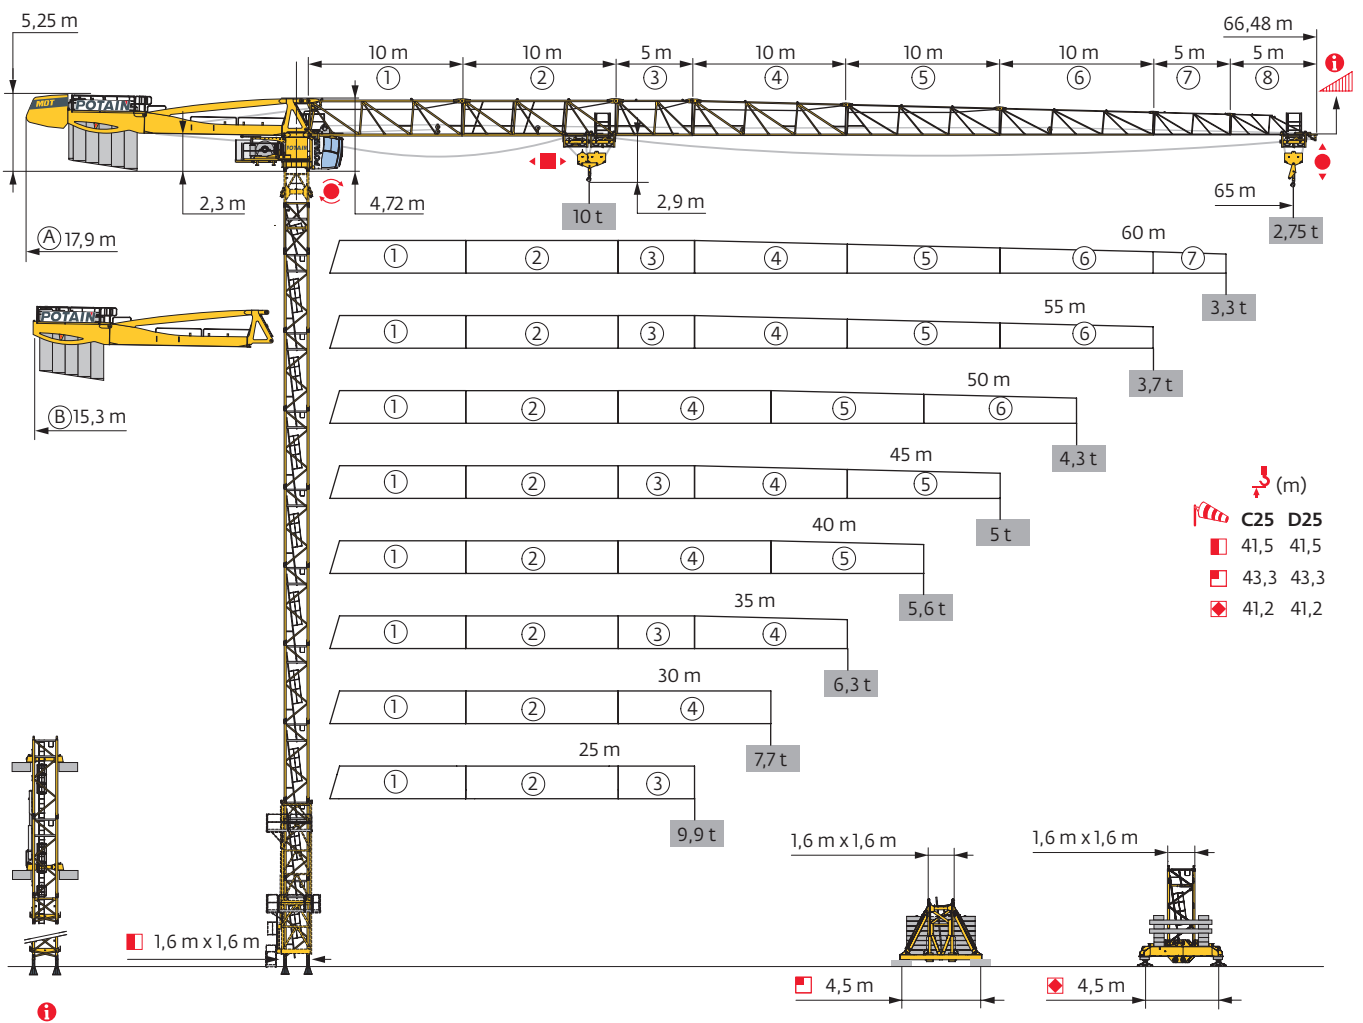 5,25 m
66,48 m
10 m 10 m 5 m 10 m 10 m 10 m 5 m 5 m
1 2 3 4 5 6 7 8
i
MDT POTAIN
POTAIN
2,3 m
4,72 m
10 t
2,9 m
65 m
2,75 t
A 17,9 m
60 m
1 2 3 4 5 6 7
3,3 t
POTAIN
55 m
1 2 3 4 5 6
3,7 t
B 15,3 m
50 m
1 2 4 5 6
4,3 t
45 m
1 2 3 4 5
5 t
(m)
C25 D25
41,5 41,5
43,3 43,3
41,2 41,2
40 m
1 2 4 5
5,6 t
35 m
1 2 3 4
6,3 t
30 m
1 2 4
7,7 t
25 m
1 2 3
9,9 t
1,6 m x 1,6 m
1,6 m x 1,6 m
1,6 m x 1,6 m
4,5 m
4,5 m
i